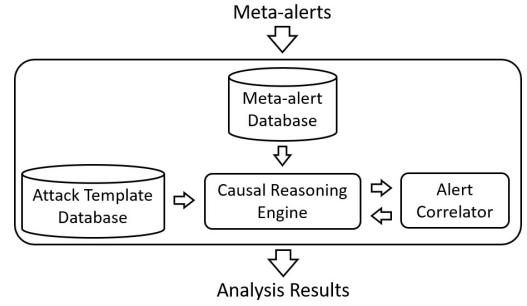 Meta-alerts
Meta-alert
Database
Attack Template
Database
Causal Reasoning
Engine
Alert
Correlator
Analysis Results